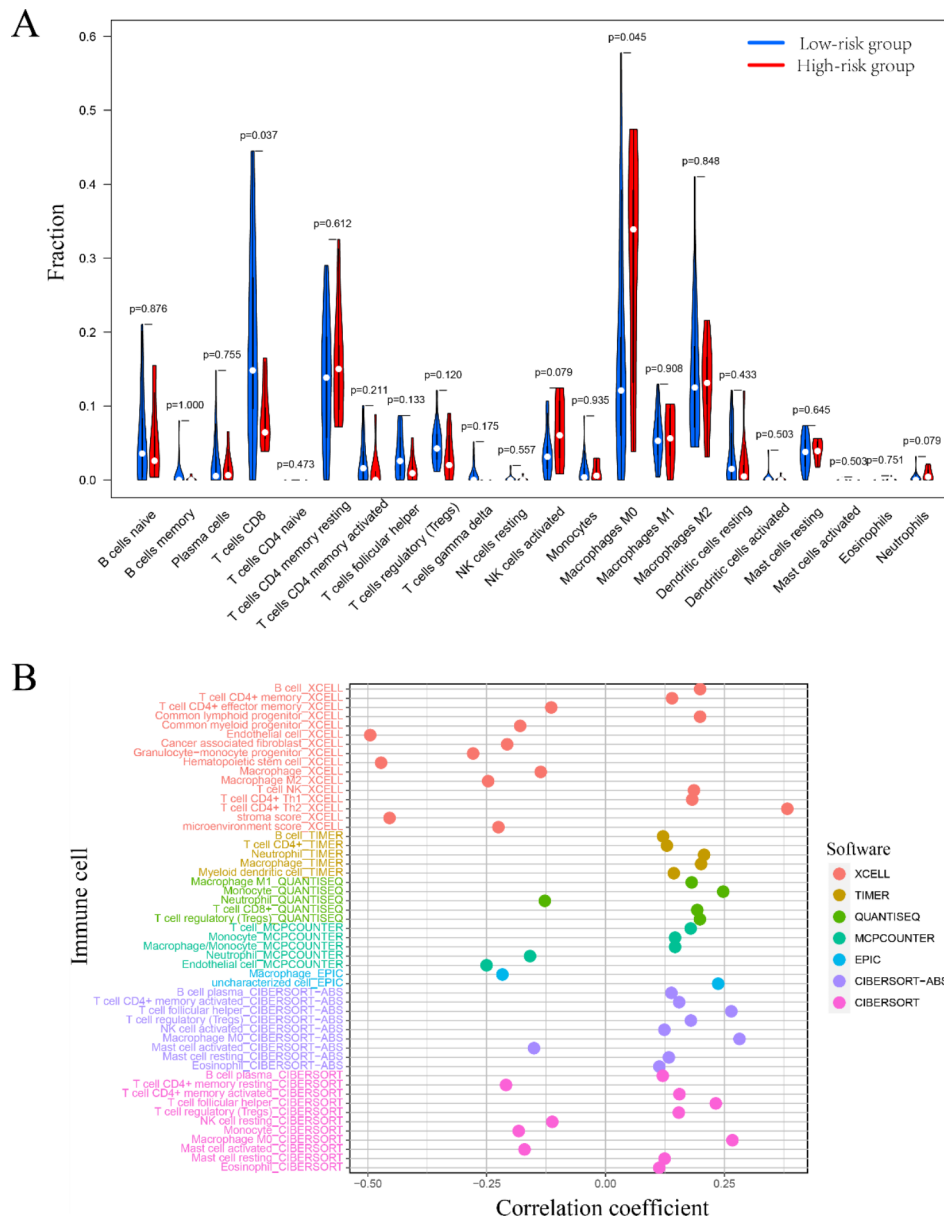 A
0.6
0.5
0.4
0.3
0.2
0.1
0.0
Fraction
Low-risk group
High-risk group
p=0.876
p=1.000
p=0.755
p=0.037
p=0.473
p=0.612
p=0.211
p=0.133
p=0.120
p=0.175
p=0.557
p=0.079
p=0.935
p=0.045
p=0.908
p=0.848
p=0.433
p=0.503
p=0.645
p=0.503
p=0.751
p=0.079
B cells naive
B cells memory
Plasma cells
T cells CD8
T cells CD4 naive
T cells CD4 memory resting
T cells CD4 memory activated
T cells follicular helper
T cells regulatory (Tregs)
T cells gamma delta
NK cells resting
NK cells activated
Monocytes
Macrophages M0
Macrophages M1
Macrophages M2
Dendritic cells resting
Dendritic cells activated
Mast cells resting
Mast cells activated
Eosinophils
Neutrophils
B
Immune cell
B cell_XCELL
T cell CD4+ memory_XCELL
T cell CD4+ effector memory_XCELL
Common lymphoid progenitor_XCELL
Common myeloid progenitor_XCELL
Endothelial cell_XCELL
Cancer associated fibroblast_XCELL
Granulocyte−monocyte progenitor_XCELL
Hematopoietic stem cell_XCELL
Macrophage_XCELL
Macrophage M2_XCELL
T cell NK_XCELL
T cell CD4+ Th1_XCELL
T cell CD4+ Th2_XCELL
stroma score_XCELL
microenvironment score_XCELL
B cell_TIMER
T cell CD4+_TIMER
Neutrophil_TIMER
Macrophage_TIMER
Myeloid dendritic cell_TIMER
Macrophage M1_QUANTISEQ
Monocyte_QUANTISEQ
Neutrophil_QUANTISEQ
T cell CD8+_QUANTISEQ
T cell regulatory (Tregs)_QUANTISEQ
T cell_MCPCOUNTER
Monocyte_MCPCOUNTER
Macrophage/Monocyte_MCPCOUNTER
Neutrophil_MCPCOUNTER
Endothelial cell_MCPCOUNTER
Macrophage_EPIC
uncharacterized cell_EPIC
B cell plasma_CIBERSORT−ABS
T cell CD4+ memory activated_CIBERSORT−ABS
T cell follicular helper_CIBERSORT−ABS
T cell regulatory (Tregs)_CIBERSORT−ABS
NK cell activated_CIBERSORT−ABS
Macrophage M0_CIBERSORT−ABS
Mast cell activated_CIBERSORT−ABS
Mast cell resting_CIBERSORT−ABS
Eosinophil_CIBERSORT−ABS
B cell plasma_CIBERSORT
T cell CD4+ memory resting_CIBERSORT
T cell CD4+ memory activated_CIBERSORT
T cell follicular helper_CIBERSORT
T cell regulatory (Tregs)_CIBERSORT
NK cell resting_CIBERSORT
Monocyte_CIBERSORT
Macrophage M0_CIBERSORT
Mast cell activated_CIBERSORT
Mast cell resting_CIBERSORT
Eosinophil_CIBERSORT
−0.50
−0.25
0.00
0.25
Correlation coefficient
Software
XCELL
TIMER
QUANTISEQ
MCPCOUNTER
EPIC
CIBERSORT−ABS
CIBERSORT